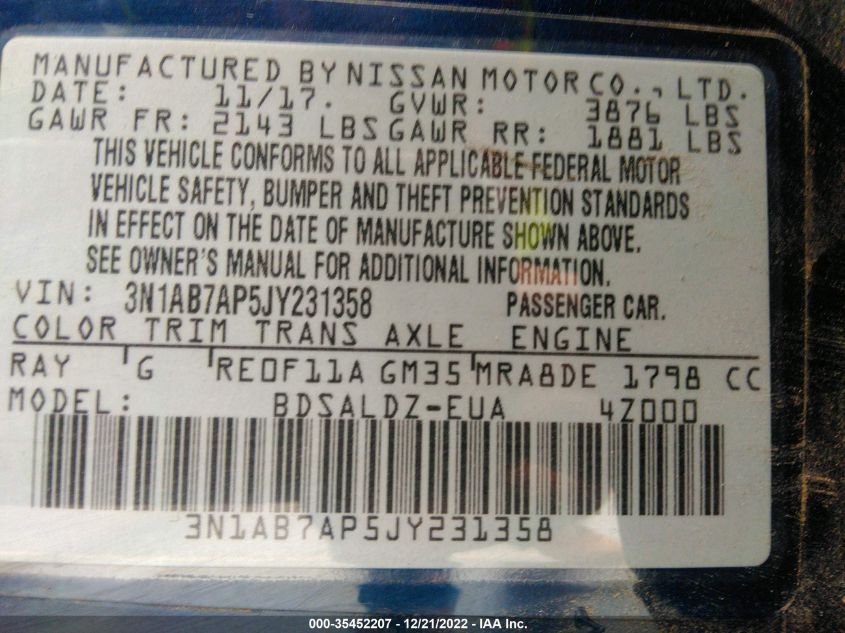 MANUFACTURED BY NISSAN MOTOR CO., LTD.
DATE: 11/17. GVWR: 3876 LBS
GAWR FR: 2143 LBS GAWR RR: 1881 LBS
THIS VEHICLE CONFORMS TO ALL APPLICABLE FEDERAL MOTOR
VEHICLE SAFETY, BUMPER AND THEFT PREVENTION STANDARDS
IN EFFECT ON THE DATE OF MANUFACTURE SHOWN ABOVE.
SEE OWNER'S MANUAL FOR ADDITIONAL INFORMATION.
VIN: 3N1AB7AP5JY231358 PASSENGER CAR.
COLOR TRIM TRANS AXLE ENGINE
RAY G RE0F11A GM35 MRA8DE 1798 CC
MODEL: BDSALDZ-EUA 4Z000
3N1AB7AP5JY231358
000-35452207 - 12/21/2022 - IAA Inc.